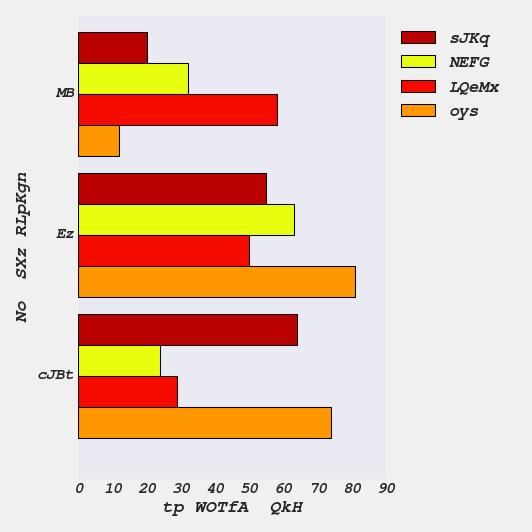 sJKq
NEFG
LQeMx
oys
MB
Ez
cJBt
No  SXz RLpKgn
0 10 20 30 40 50 60 70 80 90
tp WOTfA  QkH